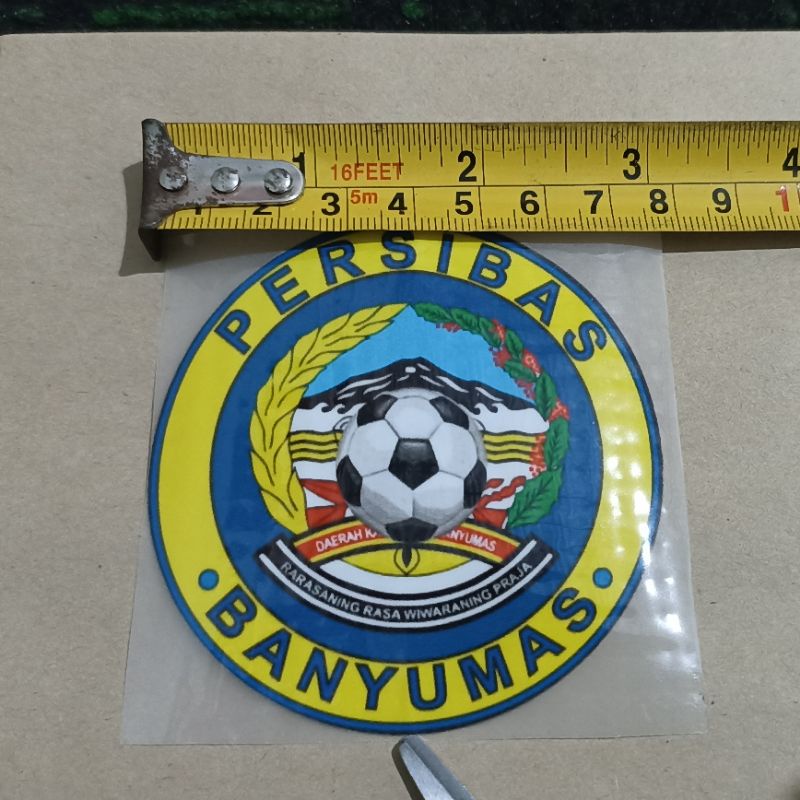 1 16FEET 2 3 4
1 2 3 5m 4 5 6 7 8 9 1
PERSIBAS
DAERAH NYUMAS
RARASANING RASA WIWARANING PRAJA
• BANYUMAS •